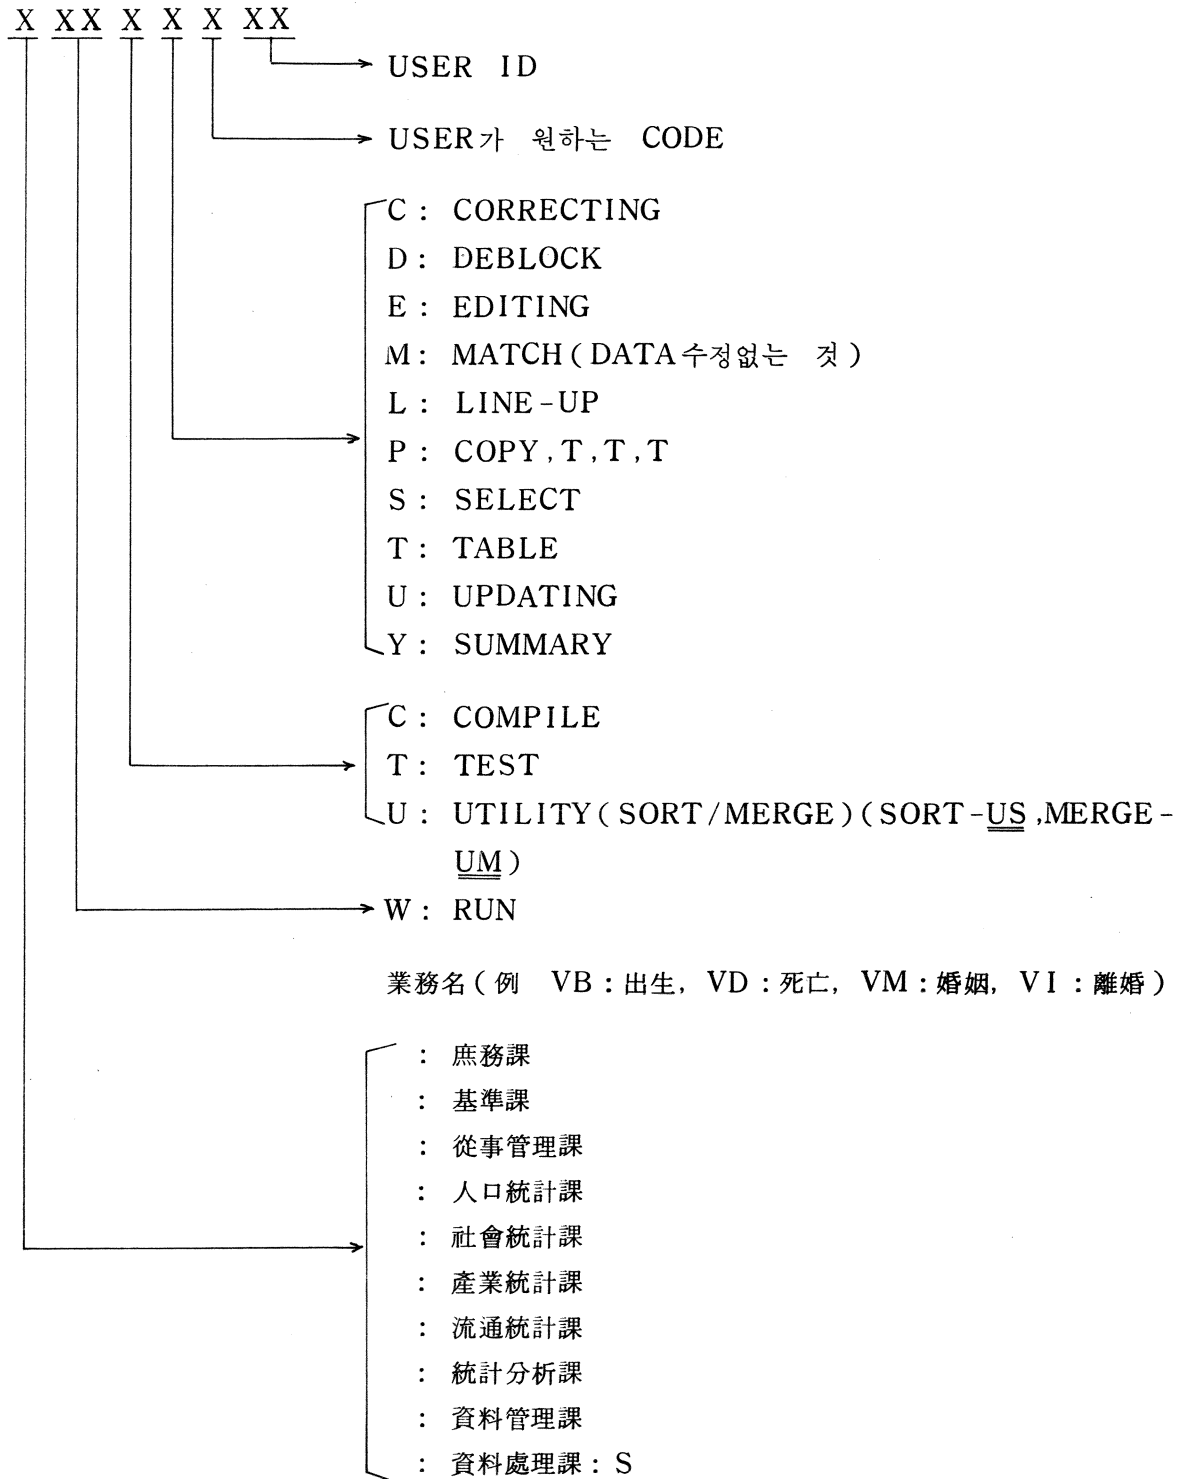 X XX X X X XX
USER ID
USER가 원하는 CODE
C : CORRECTING
D : DEBLOCK
E : EDITING
M : MATCH ( DATA 수정없는 것 )
L : LINE-UP
P : COPY , T , T , T
S : SELECT
T : TABLE
U : UPDATING
Y : SUMMARY
C : COMPILE
T : TEST
U : UTILITY ( SORT / MERGE ) ( SORT-US , MERGE-
UM )
W : RUN
業務名 ( 例 VB : 出生, VD : 死亡, VM : 婚姻, VI : 離婚 )
: 庶務課
: 基準課
: 從事管理課
: 人口統計課
: 社會統計課
: 產業統計課
: 流通統計課
: 統計分析課
: 資料管理課
: 資料處理課 : S